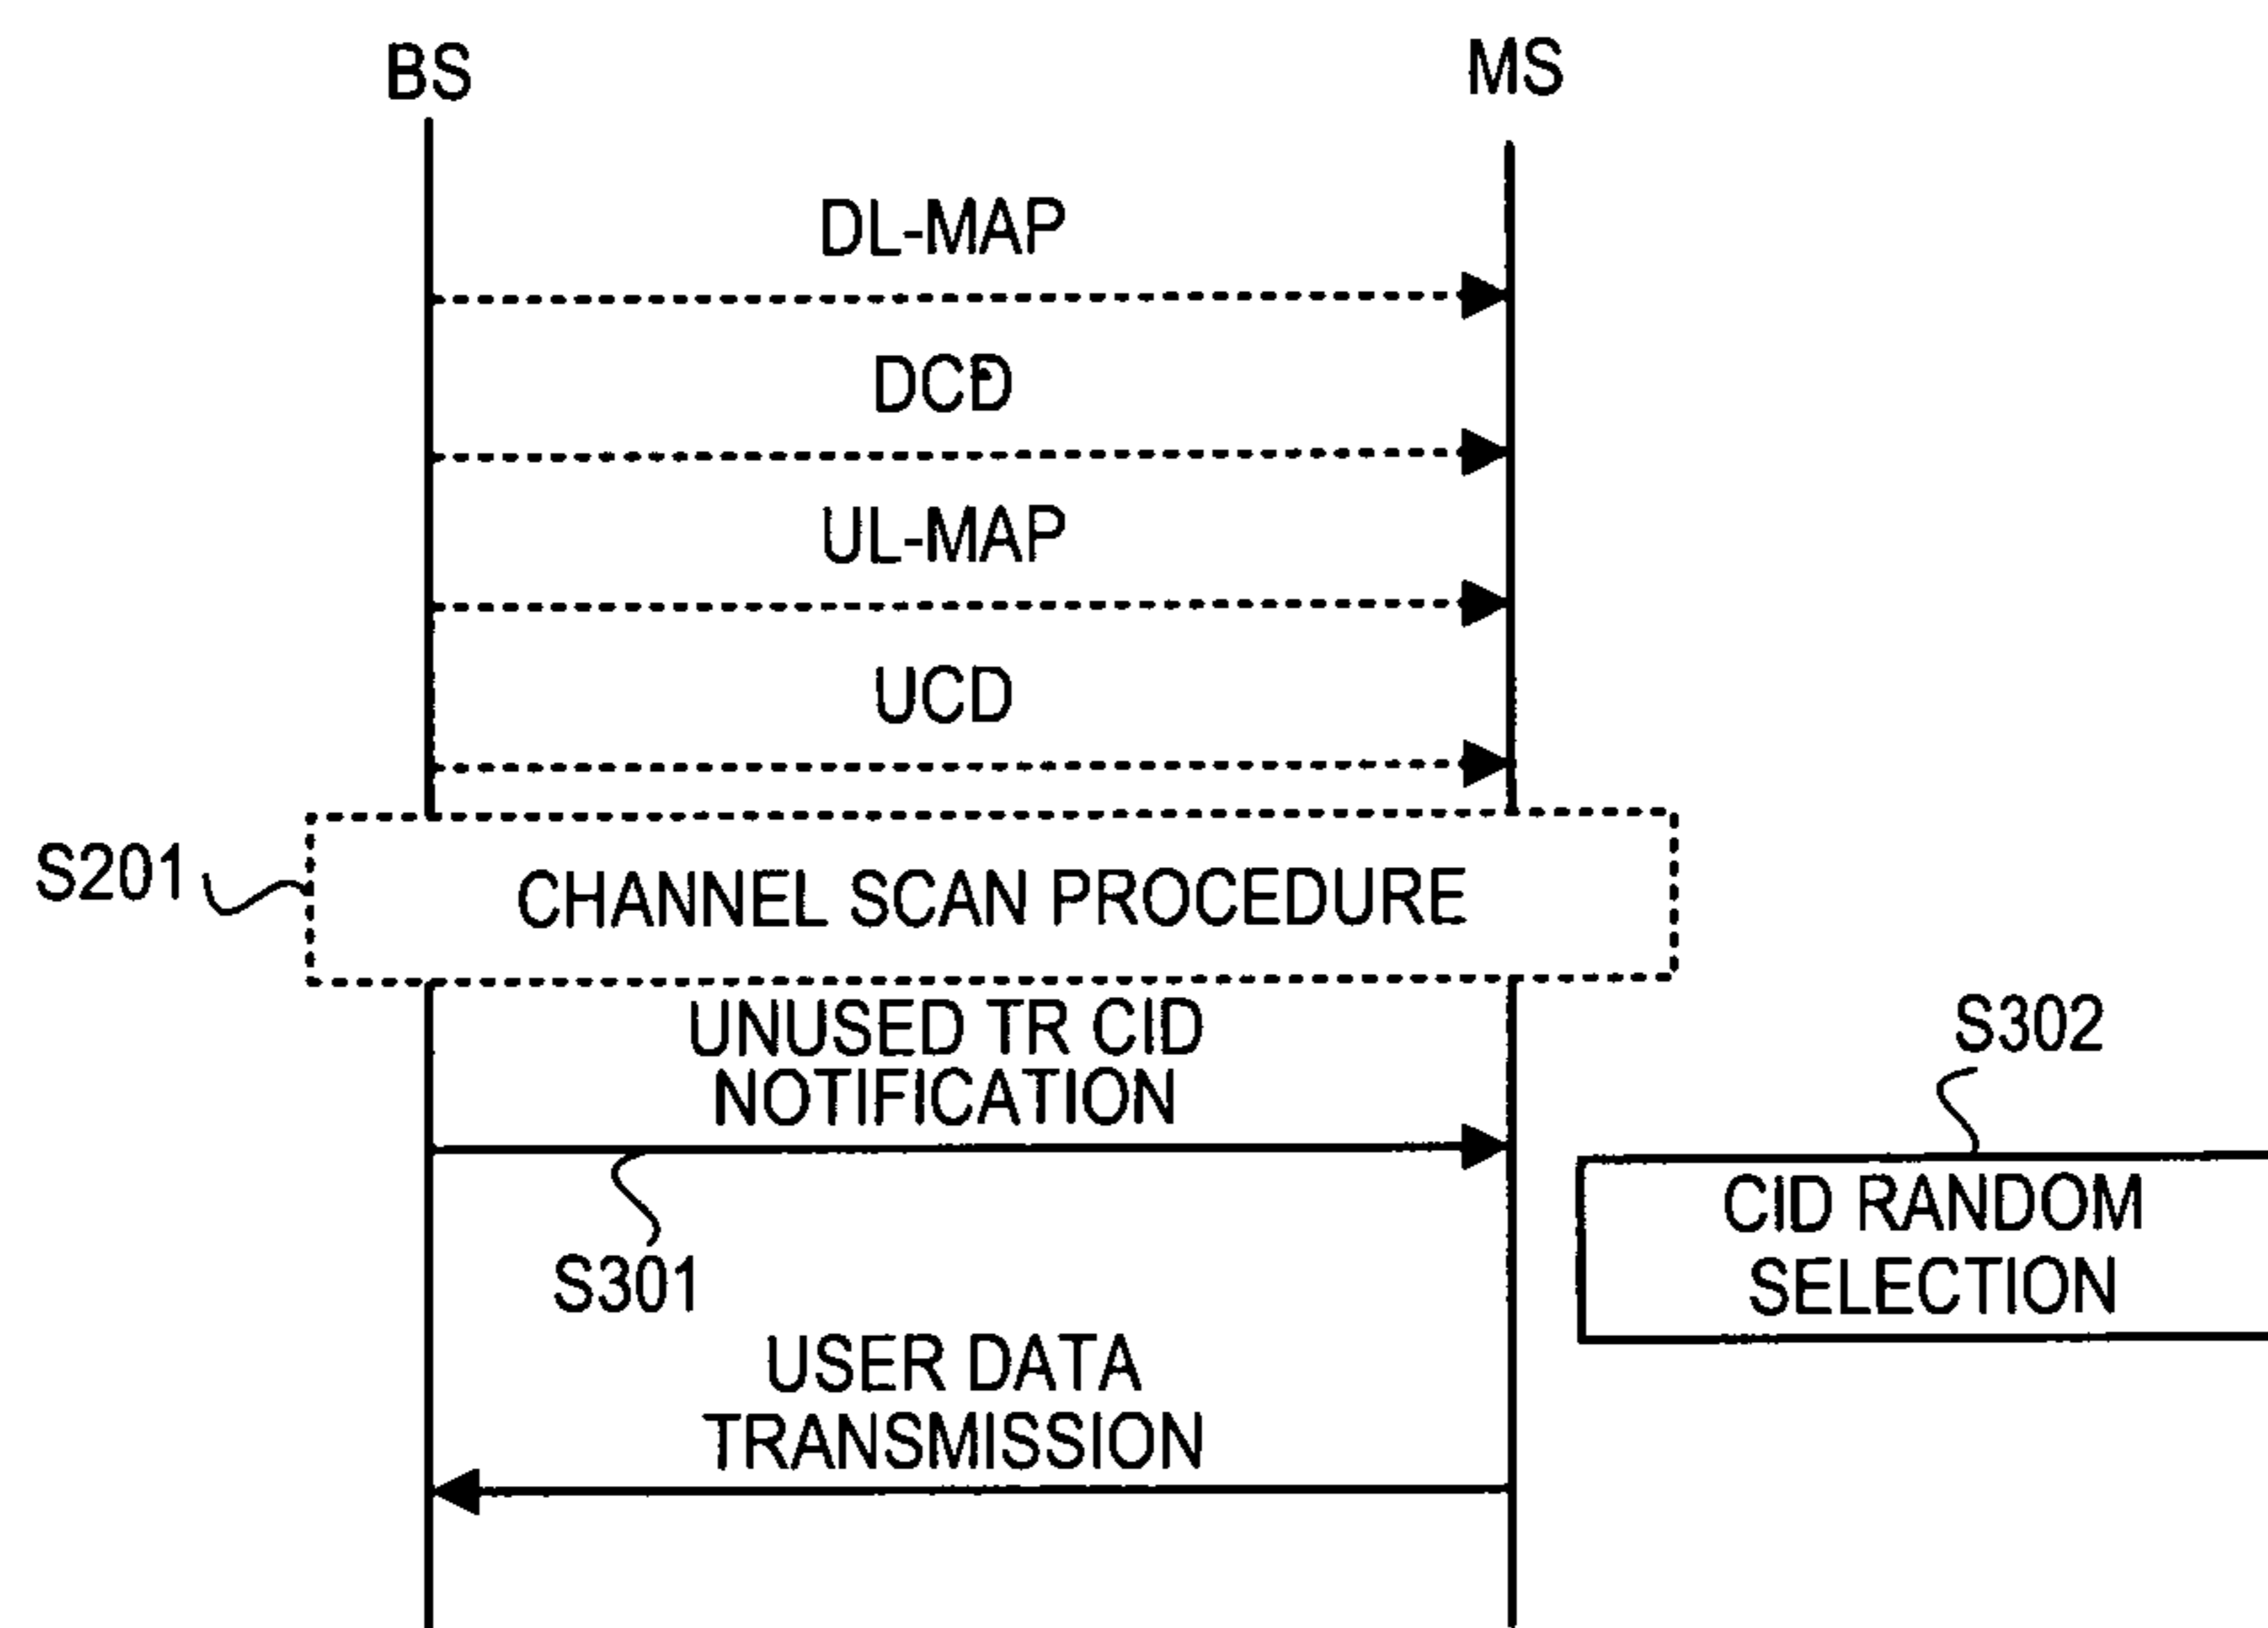 BS
MS
DL-MAP
DCD
UL-MAP
UCD
S201
CHANNEL SCAN PROCEDURE
UNUSED TR CID
NOTIFICATION
S302
CID RANDOM
SELECTION
S301
USER DATA
TRANSMISSION